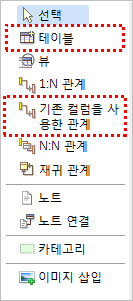 선택
테이블
뷰
1:N 관계
기존 컬럼을 사
용한 관계
N:N 관계
재귀 관계
노트
노트 연결
카테고리
이미지 삽입